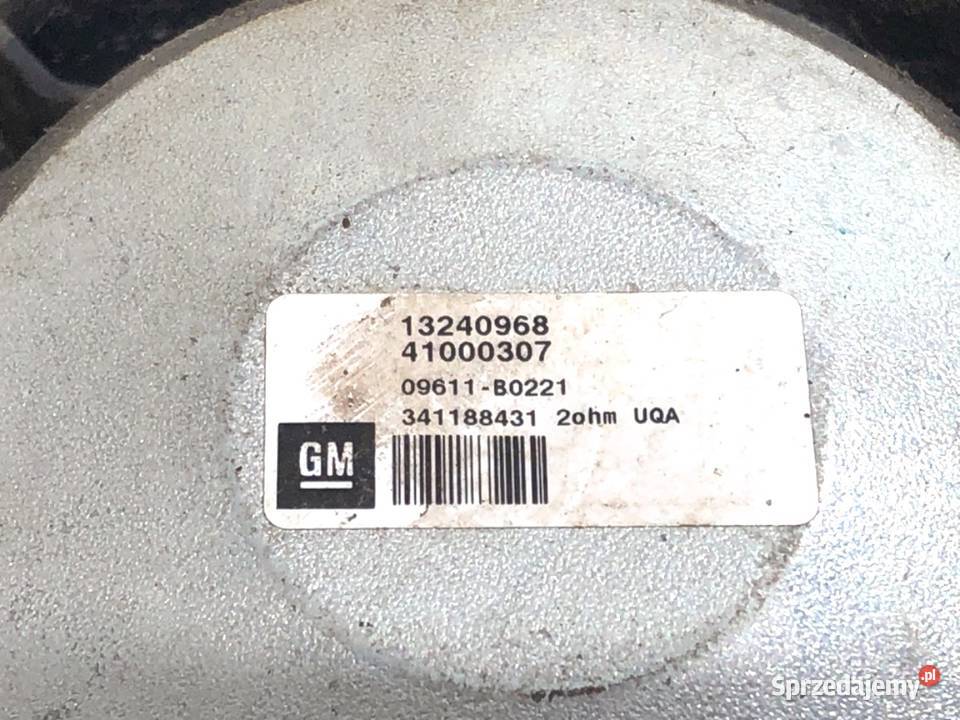 13240968
41000307
09611-B0221
341188431 2ohm UQA
GM
Sprzedajemy.pl